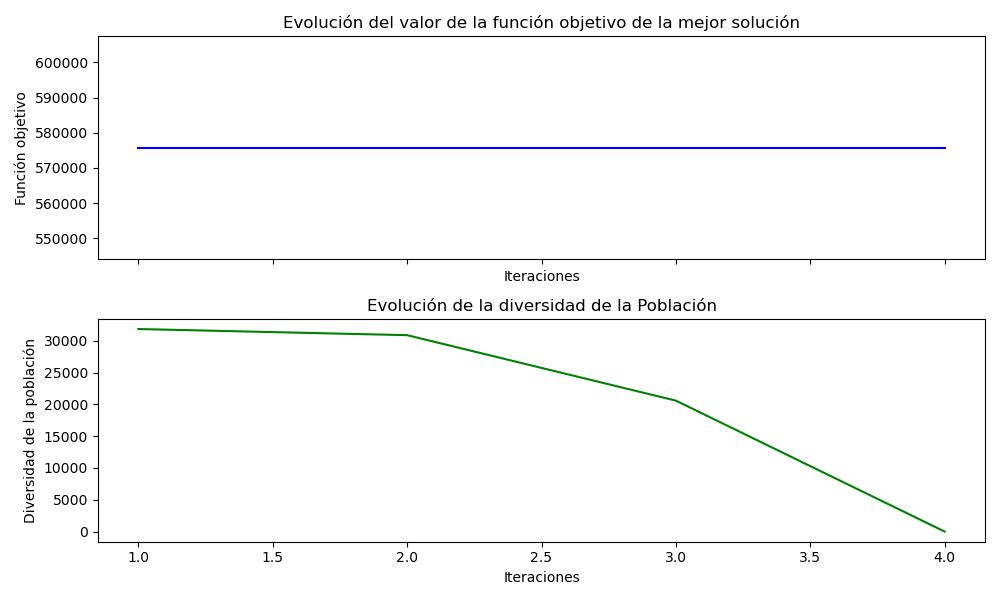 Evolución del valor de la función objetivo de la mejor solución
Función objetivo
600000
590000
580000
570000
560000
550000
Iteraciones
Evolución de la diversidad de la Población
Diversidad de la población
30000
25000
20000
15000
10000
5000
0
1.0 1.5 2.0 2.5 3.0 3.5 4.0
Iteraciones